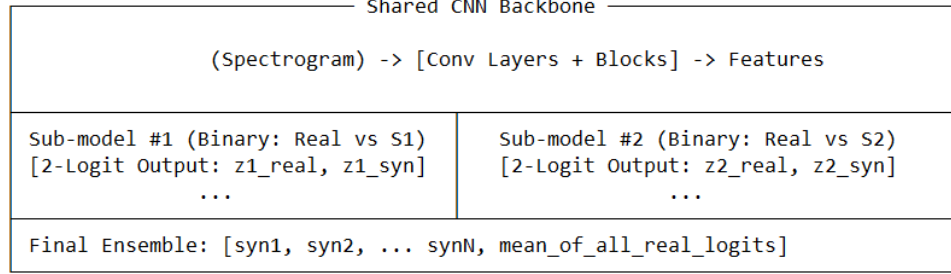 Shared CNN Backbone
(Spectrogram) -> [Conv Layers + Blocks] -> Features
Sub-model #1 (Binary: Real vs S1)
[2-Logit Output: z1_real, z1_syn]
...
Sub-model #2 (Binary: Real vs S2)
[2-Logit Output: z2_real, z2_syn]
...
Final Ensemble: [syn1, syn2, ... synN, mean_of_all_real_logits]